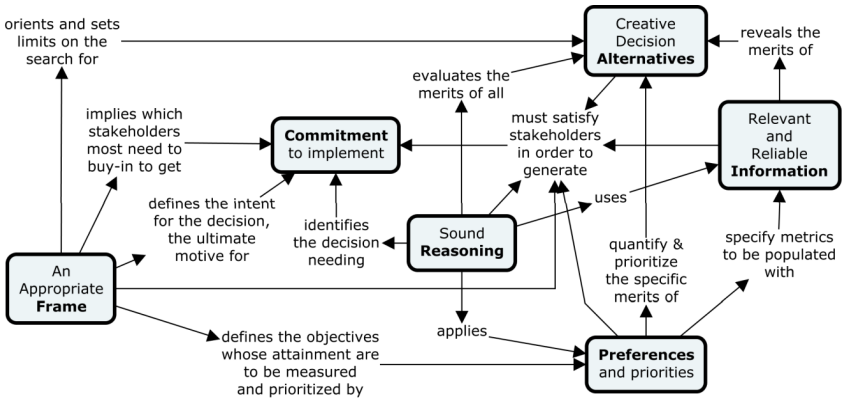 orients and sets
limits on the
search for
Creative
Decision
Alternatives
reveals the
merits of
evaluates the
merits of all
implies which
stakeholders
most need to
buy-in to get
Commitment
to implement
must satisfy
stakeholders
in order to
generate
Relevant
and
Reliable
Information
defines the intent
for the decision,
the ultimate
motive for
identifies
the decision
needing
Sound
Reasoning
uses
quantify &
prioritize
the specific
merits of
specify metrics
to be populated
with
An
Appropriate
Frame
applies
defines the objectives
whose attainment are
to be measured
and prioritized by
Preferences
and priorities